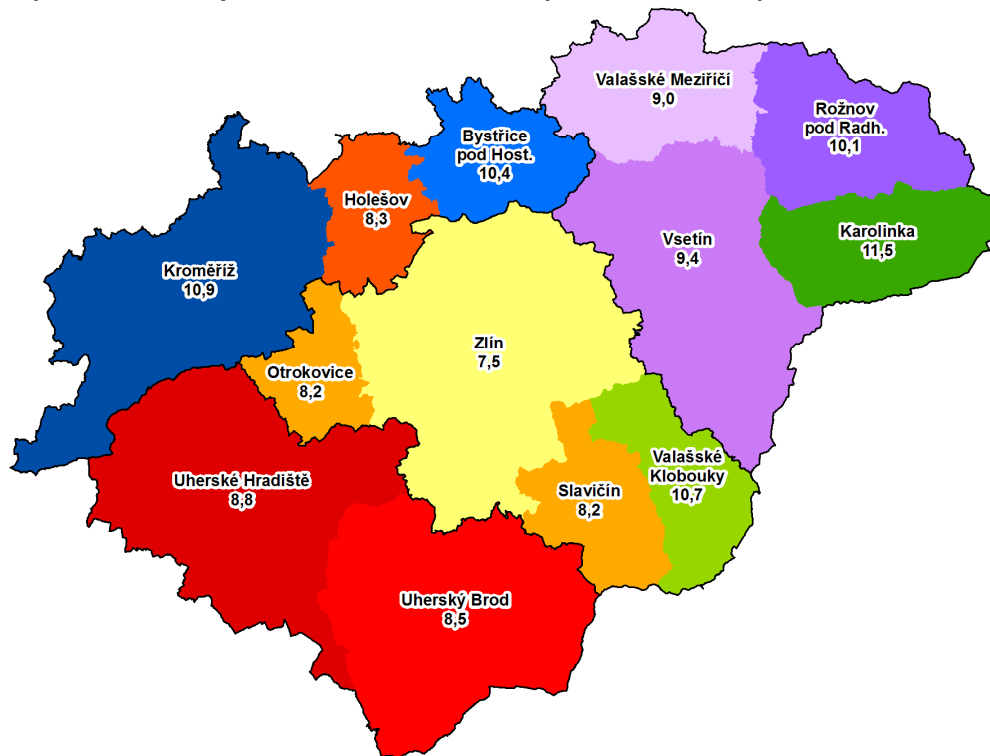 Valašské Meziříčí
9,0
Rožnov
pod Radh.
10,1
Bystřice
pod Host.
10,4
Holešov
8,3
Karolinka
11,5
Vsetín
9,4
Kroměříž
10,9
Zlín
7,5
Otrokovice
8,2
Valašské
Klobouky
10,7
Uherské Hradiště
8,8
Slavičín
8,2
Uherský Brod
8,5